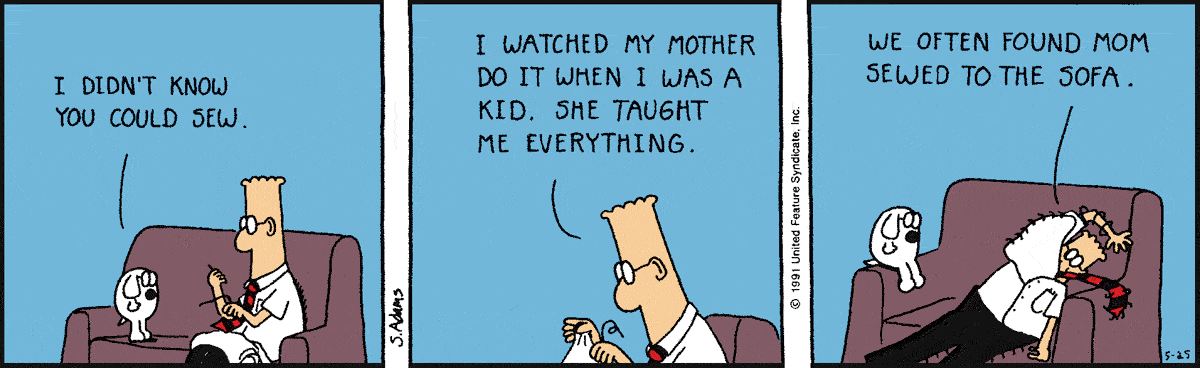 I DIDN'T KNOW
YOU COULD SEW.
S. Adams
I WATCHED MY MOTHER
DO IT WHEN I WAS A
KID. SHE TAUGHT
ME EVERYTHING.
© 1991 United Feature Syndicate, Inc.
WE OFTEN FOUND MOM
SEWED TO THE SOFA.
5-25